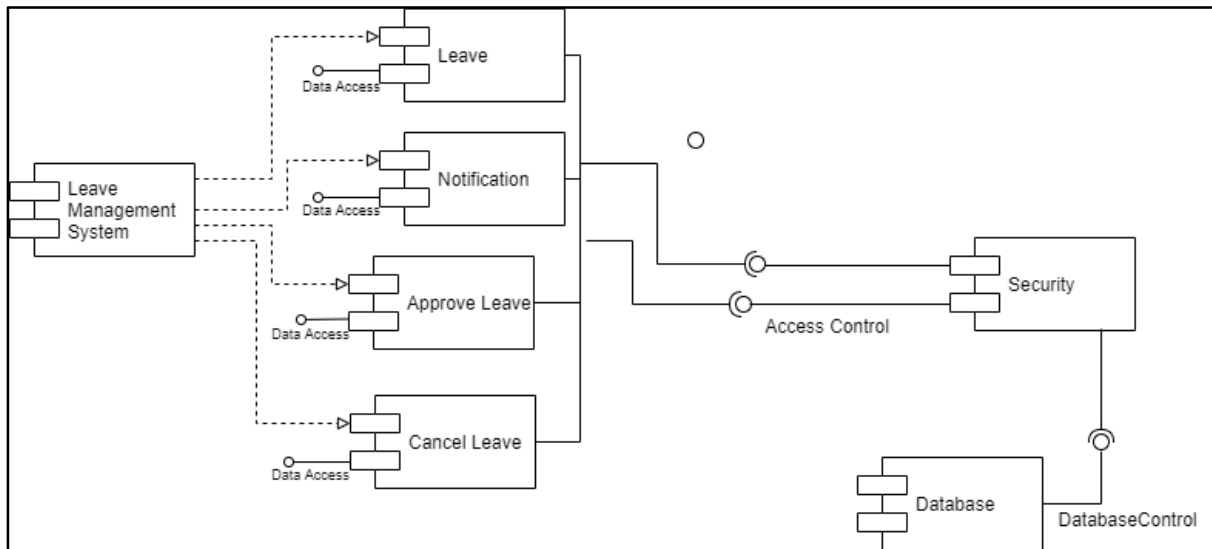 Leave
Data Access
Notification
Data Access
Leave
Management
System
Approve Leave
Data Access
Security
Access Control
Cancel Leave
Data Access
Database
DatabaseControl